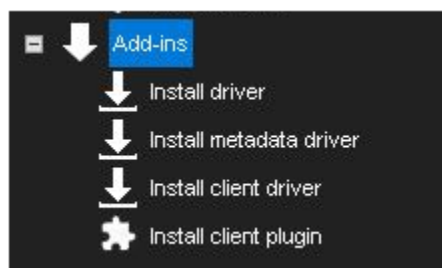 Add-ins
Install driver
Install metadata driver
Install client driver
Install client plugin